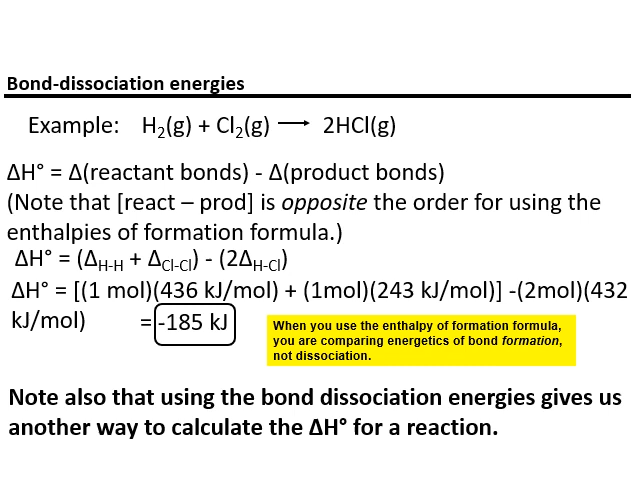 Bond-dissociation energies
Example: H₂(g) + Cl₂(g) ⟶ 2HCl(g)
ΔH° = Δ(reactant bonds) - Δ(product bonds)
(Note that [react – prod] is opposite the order for using the
enthalpies of formation formula.)
ΔH° = (ΔH-H + ΔCl-Cl) - (2ΔH-Cl)
ΔH° = [(1 mol)(436 kJ/mol) + (1mol)(243 kJ/mol)] -(2mol)(432
kJ/mol) = -185 kJ
When you use the enthalpy of formation formula,
you are comparing energetics of bond formation,
not dissociation.
Note also that using the bond dissociation energies gives us
another way to calculate the ΔH° for a reaction.